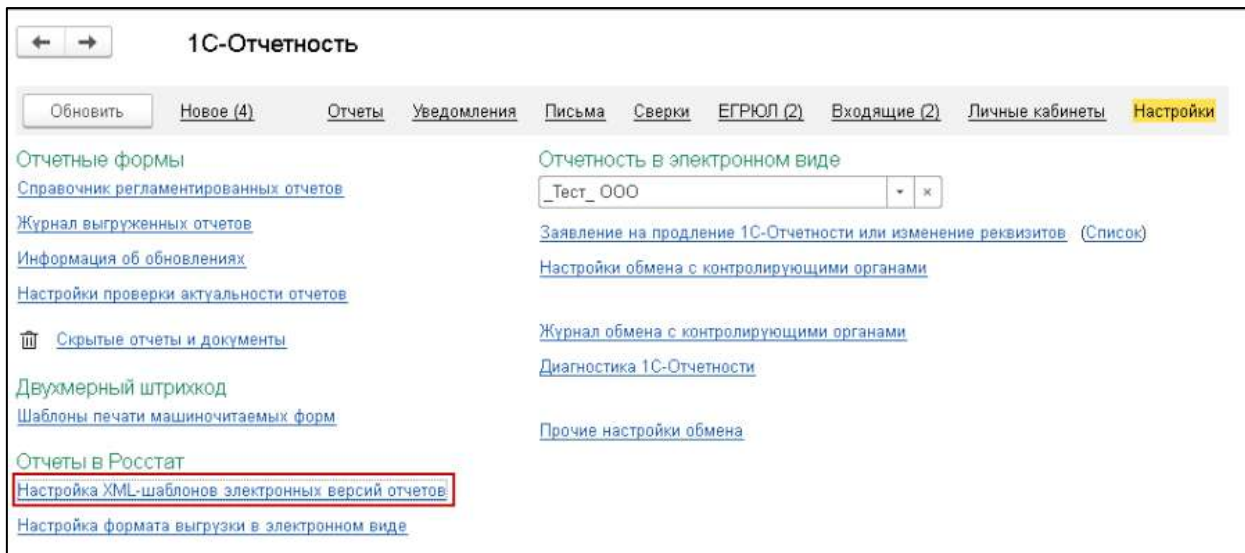 1С-Отчетность
Обновить Новое (4) Отчеты Уведомления Письма Сверки ЕГРЮЛ (2) Входящие (2) Личные кабинеты Настройки
Отчетные формы
Справочник регламентированных отчетов
Журнал выгруженных отчетов
Информация об обновлениях
Настройки проверки актуальности отчетов
Скрытые отчеты и документы
Двухмерный штрихкод
Шаблоны печати машиночитаемых форм
Отчеты в Росстат
Настройка XML-шаблонов электронных версий отчетов
Настройка формата выгрузки в электронном виде
Отчетность в электронном виде
_Тест_ ООО
Заявление на продление 1С-Отчетности или изменение реквизитов (Список)
Настройки обмена с контролирующими органами
Журнал обмена с контролирующими органами
Диагностика 1С-Отчетности
Прочие настройки обмена